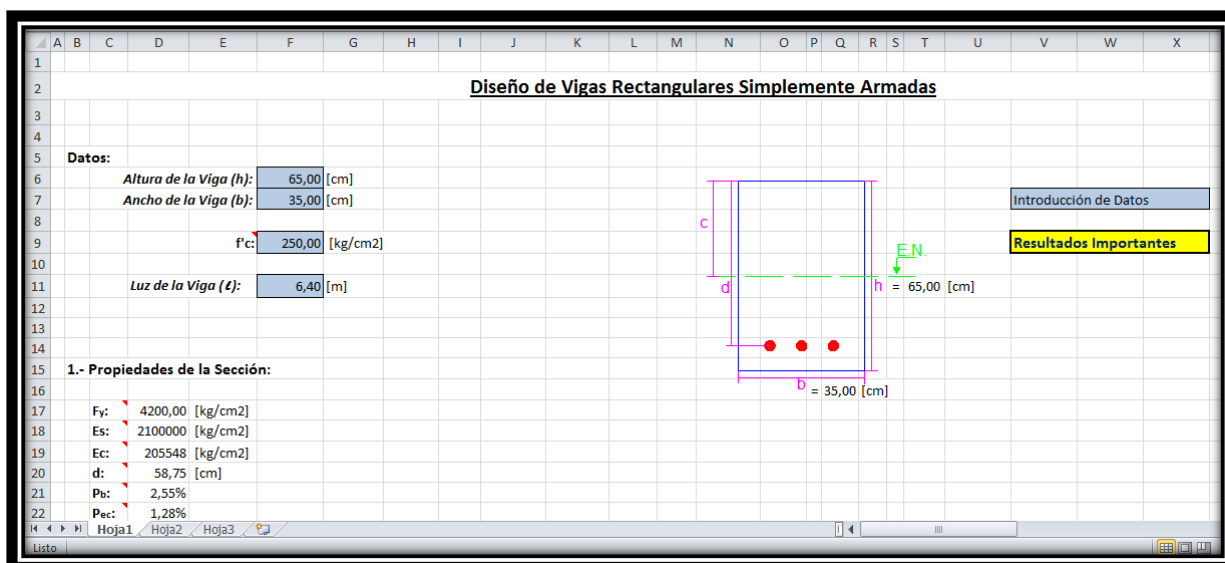 A B C D E F G H I J K L M N O P Q R S T U V W X
1
2 Diseño de Vigas Rectangulares Simplemente Armadas
3
4
5 Datos:
6 Altura de la Viga (h): 65,00 [cm]
7 Ancho de la Viga (b): 35,00 [cm] Introducción de Datos
8 c
9 f'c: 250,00 [kg/cm2] E.N. Resultados Importantes
10
11 Luz de la Viga (ℓ): 6,40 [m] d h = 65,00 [cm]
12
13
14
15 1.- Propiedades de la Sección:
16 b = 35,00 [cm]
17 Fy: 4200,00 [kg/cm2]
18 Es: 2100000 [kg/cm2]
19 Ec: 205548 [kg/cm2]
20 d: 58,75 [cm]
21 Pb: 2,55%
22 Pec: 1,28%
Hoja1 Hoja2 Hoja3
Listo